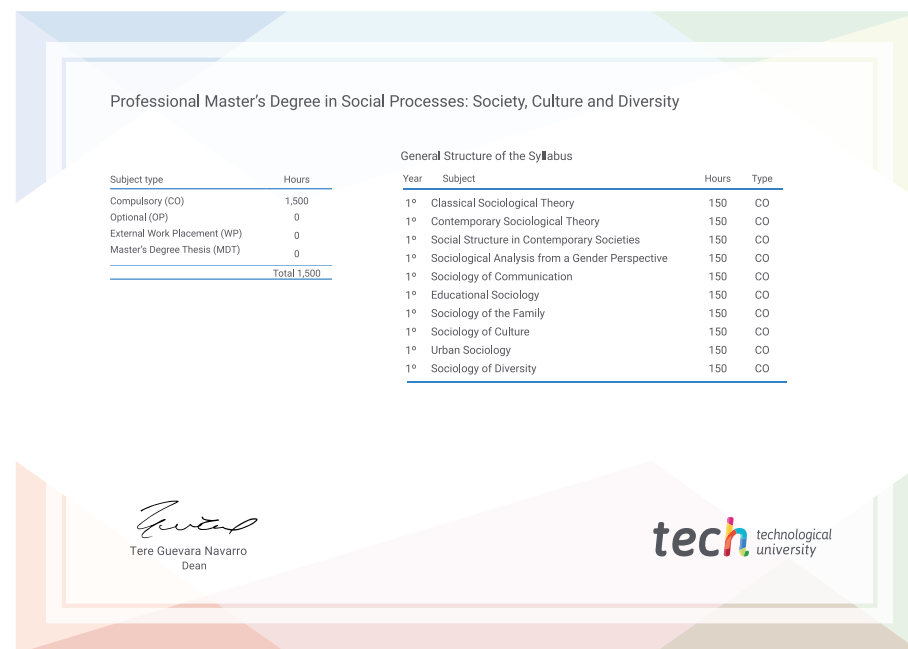 Professional Master's Degree in Social Processes: Society, Culture and Diversity
Subject type Hours
Compulsory (CO) 1,500
Optional (OP) 0
External Work Placement (WP) 0
Master's Degree Thesis (MDT) 0
Total 1,500
General Structure of the Syllabus
Year Subject Hours Type
1º Classical Sociological Theory 150 CO
1º Contemporary Sociological Theory 150 CO
1º Social Structure in Contemporary Societies 150 CO
1º Sociological Analysis from a Gender Perspective 150 CO
1º Sociology of Communication 150 CO
1º Educational Sociology 150 CO
1º Sociology of the Family 150 CO
1º Sociology of Culture 150 CO
1º Urban Sociology 150 CO
1º Sociology of Diversity 150 CO
Tere Guevara Navarro
Dean
tech technological
university